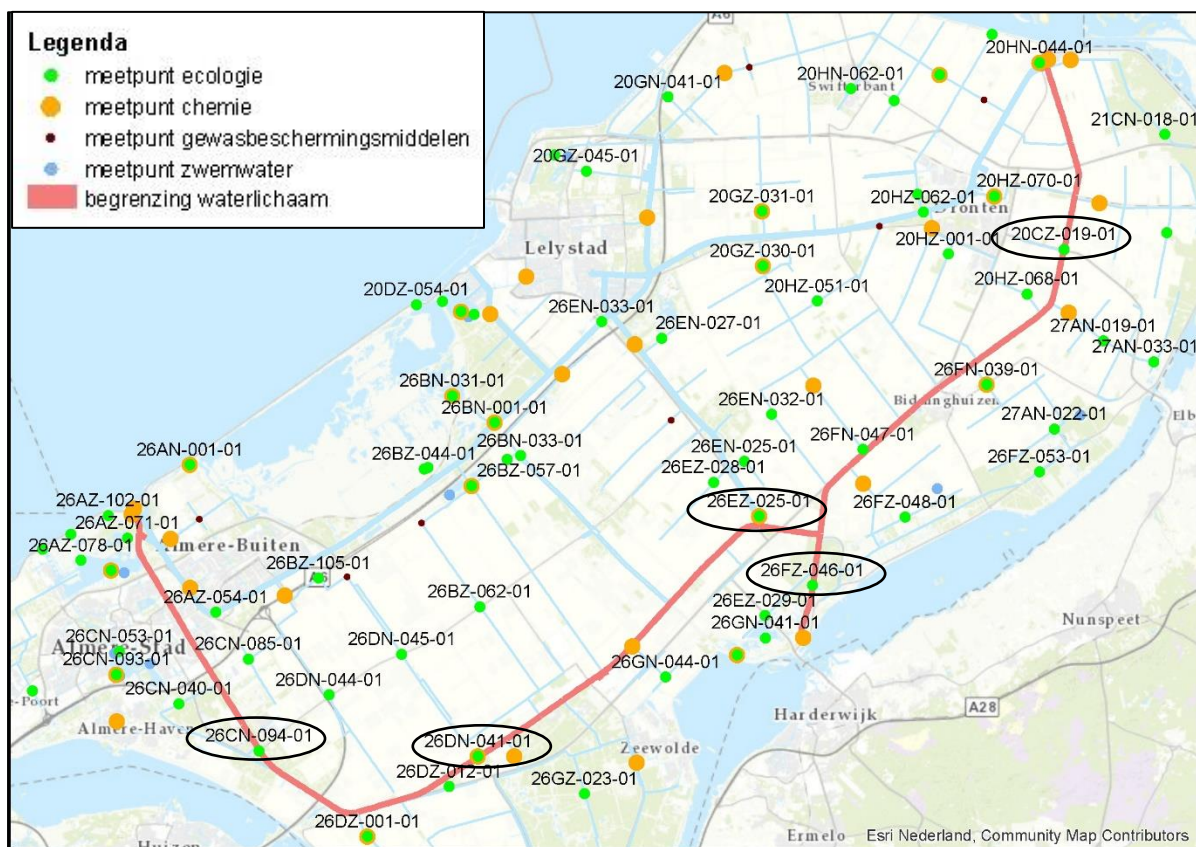 Legenda
meetpunt ecologie
meetpunt chemie
meetpunt gewasbeschermingsmiddelen
meetpunt zwemwater
begrenzing waterlichaam
A6
20HN-044-01
20GN-041-01
20HN-062-01
Swifterbant
21CN-018-01
20GZ-045-01
20HZ-070-01
20GZ-031-01
20HZ-062-01
Dronten
20CZ-019-01
Lelystad
20HZ-001-01
20GZ-030-01
20HZ-068-01
20DZ-054-01
20HZ-051-01
26EN-033-01
26EN-027-01
27AN-019-01
27AN-033-01
26FN-039-01
26BN-031-01
Biddinghuizen
26BN-001-01
26EN-032-01
27AN-022-01
Elb
26BN-033-01
26FN-047-01
26AN-001-01
26BZ-044-01
26EN-025-01
26BZ-057-01
26EZ-028-01
26FZ-053-01
26AZ-102-01
26EZ-025-01
26FZ-048-01
26AZ-071-01
26AZ-078-01
Almere-Buiten
26BZ-105-01
A6
26FZ-046-01
26AZ-054-01
26BZ-062-01
26EZ-029-01
Nunspeet
26CN-053-01
26CN-085-01
26DN-045-01
26GN-041-01
Almere-Stad
26CN-093-01
26GN-044-01
26CN-040-01
26DN-044-01
e-Poort
A28
Harderwijk
Almere-Haven
26CN-094-01
26DN-041-01
Zeewolde
26DZ-012-01
26GZ-023-01
26DZ-001-01
Huizen
Ermelo
Esri Nederland, Community Map Contributors